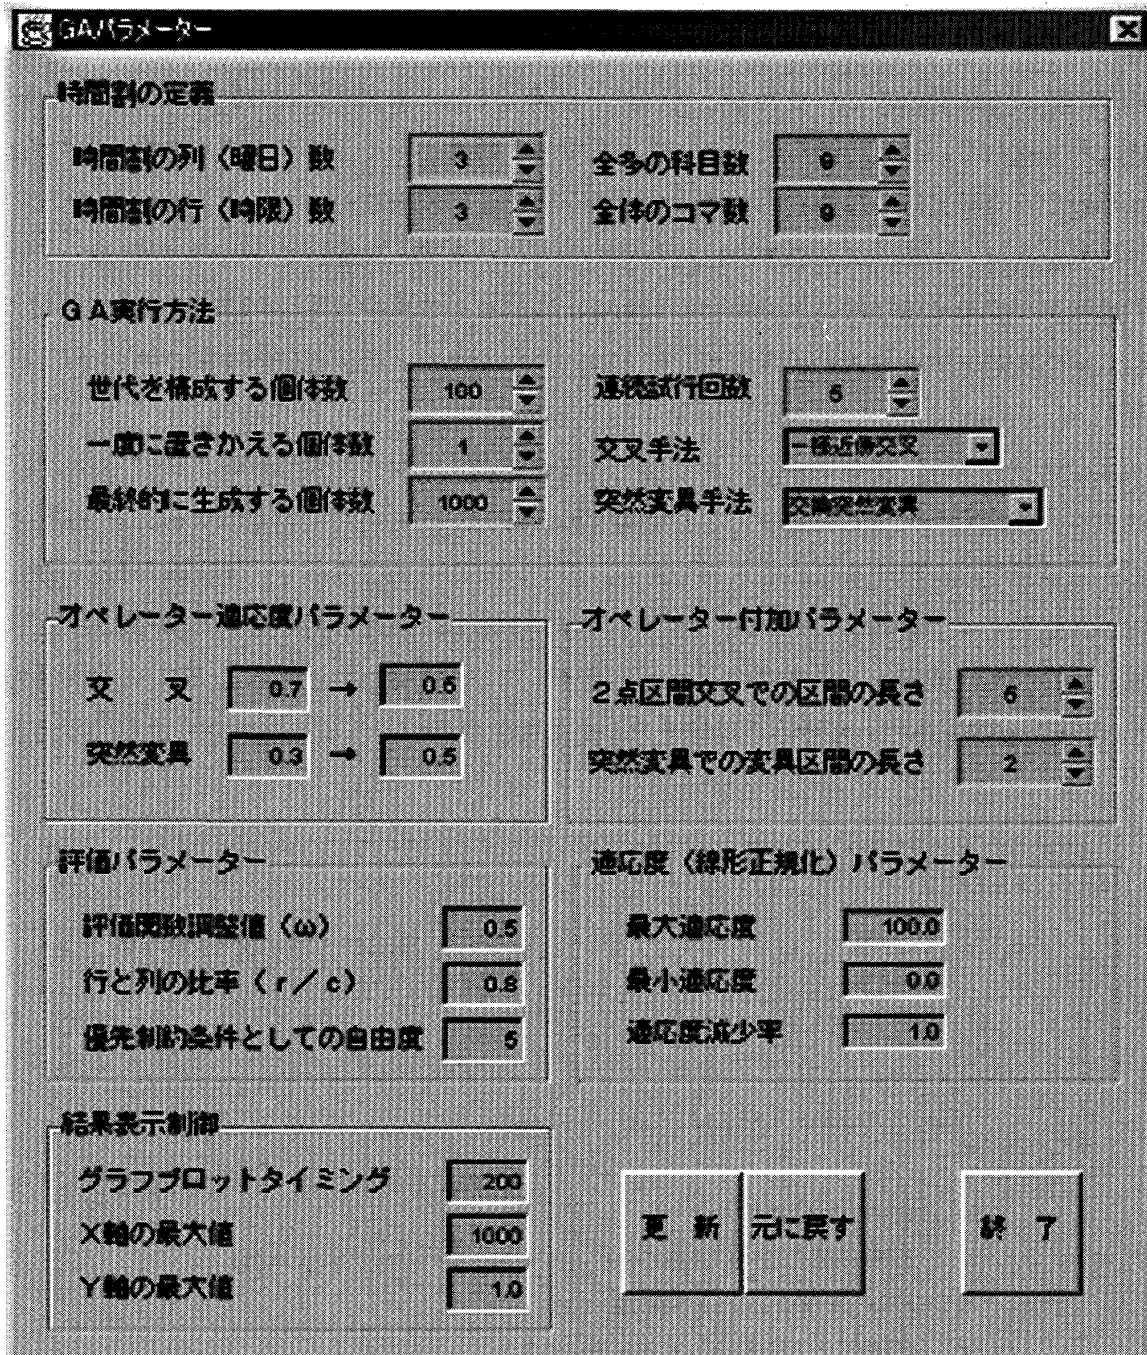 GAパラメーター
時間割の定義
時間割の列（曜日）数 3
時間割の行（時限）数 3
全多の科目数 9
全体のコマ数 9
GA実行方法
世代を構成する個体数 100
一度に置きかえる個体数 1
最終的に生成する個体数 1000
連続試行回数 5
交叉手法 一様近傍交叉
突然変異手法 交換突然変異
オペレーター適応度パラメーター
交　叉 0.7 → 0.5
突然変異 0.3 → 0.5
オペレーター付加パラメーター
２点区間交叉での区間の長さ 5
突然変異での変異区間の長さ 2
評価パラメーター
評価関数調整値（ω） 0.5
行と列の比率（ｒ／ｃ） 0.8
優先制約条件としての自由度 5
適応度（線形正規化）パラメーター
最大適応度 100.0
最小適応度 0.0
適応度減少率 1.0
結果表示制御
グラフプロットタイミング 200
X軸の最大値 1000
Y軸の最大値 1.0
更　新
元に戻す
終　了